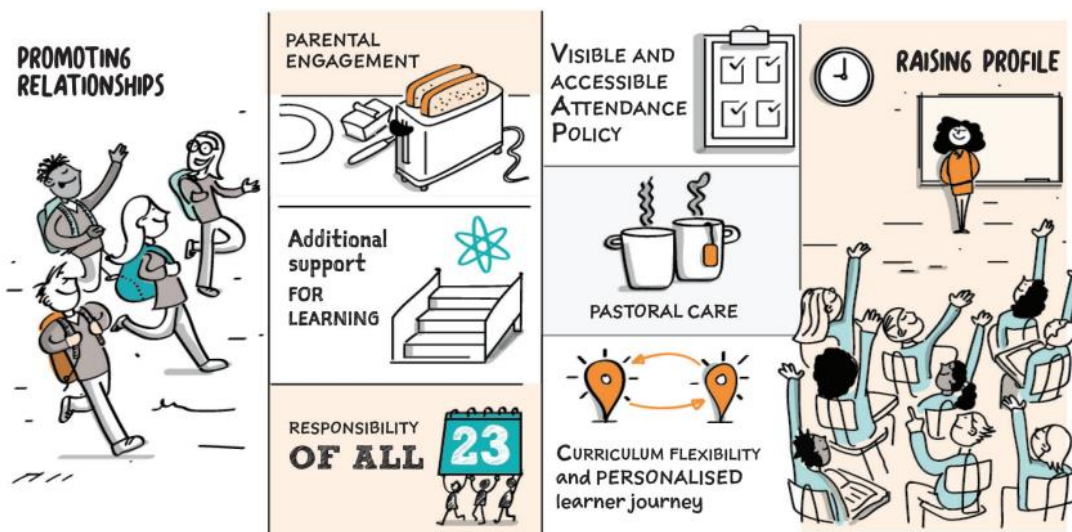 PROMOTING
RELATIONSHIPS
PARENTAL
ENGAGEMENT
Additional
support
FOR
LEARNING
RESPONSIBILITY
OF ALL
23
VISIBLE AND
ACCESSIBLE
ATTENDANCE
POLICY
PASTORAL CARE
CURRICULUM FLEXIBILITY
and PERSONALISED
learner journey
RAISING PROFILE